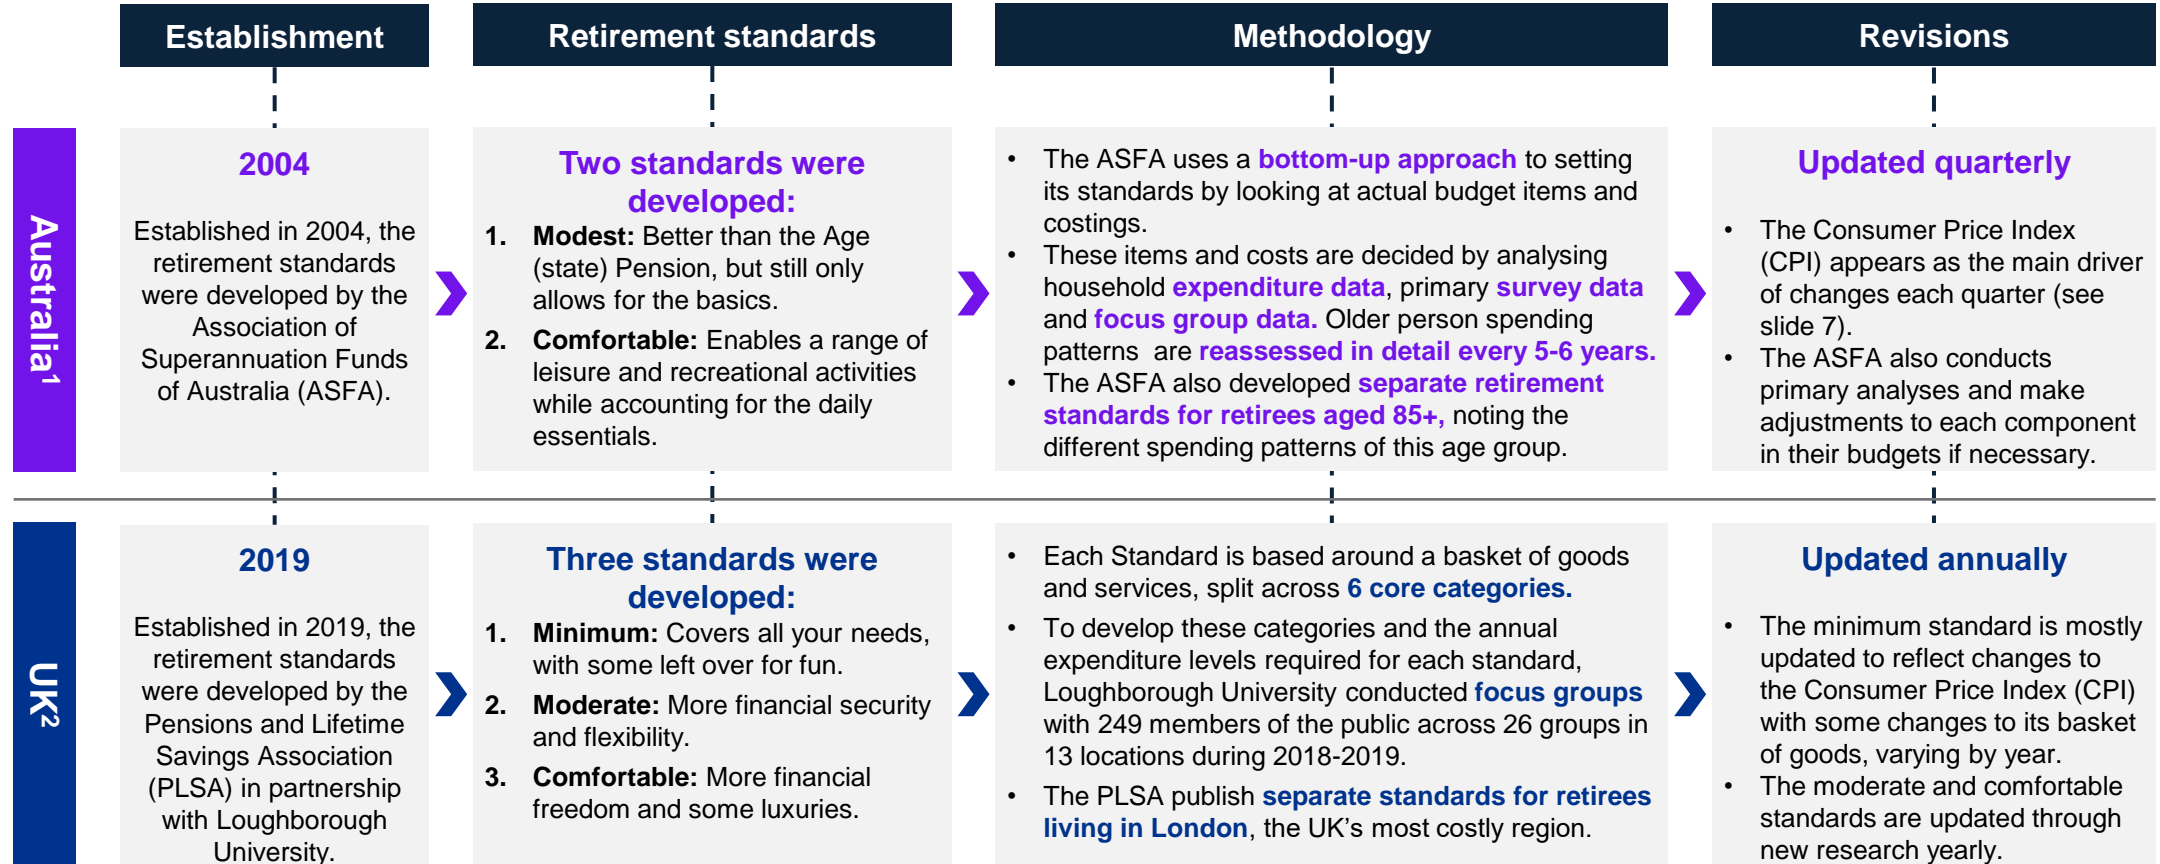 Establishment
Retirement standards
Methodology
Revisions
Australia1
2004
Established in 2004, the
retirement standards
were developed by the
Association of
Superannuation Funds
of Australia (ASFA).
Two standards were
developed:
1. Modest: Better than the Age
(state) Pension, but still only
allows for the basics.
2. Comfortable: Enables a range of
leisure and recreational activities
while accounting for the daily
essentials.
• The ASFA uses a bottom-up approach to setting
its standards by looking at actual budget items and
costings.
• These items and costs are decided by analysing
household expenditure data, primary survey data
and focus group data. Older person spending
patterns are reassessed in detail every 5-6 years.
• The ASFA also developed separate retirement
standards for retirees aged 85+, noting the
different spending patterns of this age group.
Updated quarterly
• The Consumer Price Index
(CPI) appears as the main driver
of changes each quarter (see
slide 7).
• The ASFA also conducts
primary analyses and make
adjustments to each component
in their budgets if necessary.
UK2
2019
Established in 2019, the
retirement standards
were developed by the
Pensions and Lifetime
Savings Association
(PLSA) in partnership
with Loughborough
University.
Three standards were
developed:
1. Minimum: Covers all your needs,
with some left over for fun.
2. Moderate: More financial security
and flexibility.
3. Comfortable: More financial
freedom and some luxuries.
• Each Standard is based around a basket of goods
and services, split across 6 core categories.
• To develop these categories and the annual
expenditure levels required for each standard,
Loughborough University conducted focus groups
with 249 members of the public across 26 groups in
13 locations during 2018-2019.
• The PLSA publish separate standards for retirees
living in London, the UK's most costly region.
Updated annually
• The minimum standard is mostly
updated to reflect changes to
the Consumer Price Index (CPI)
with some changes to its basket
of goods, varying by year.
• The moderate and comfortable
standards are updated through
new research yearly.